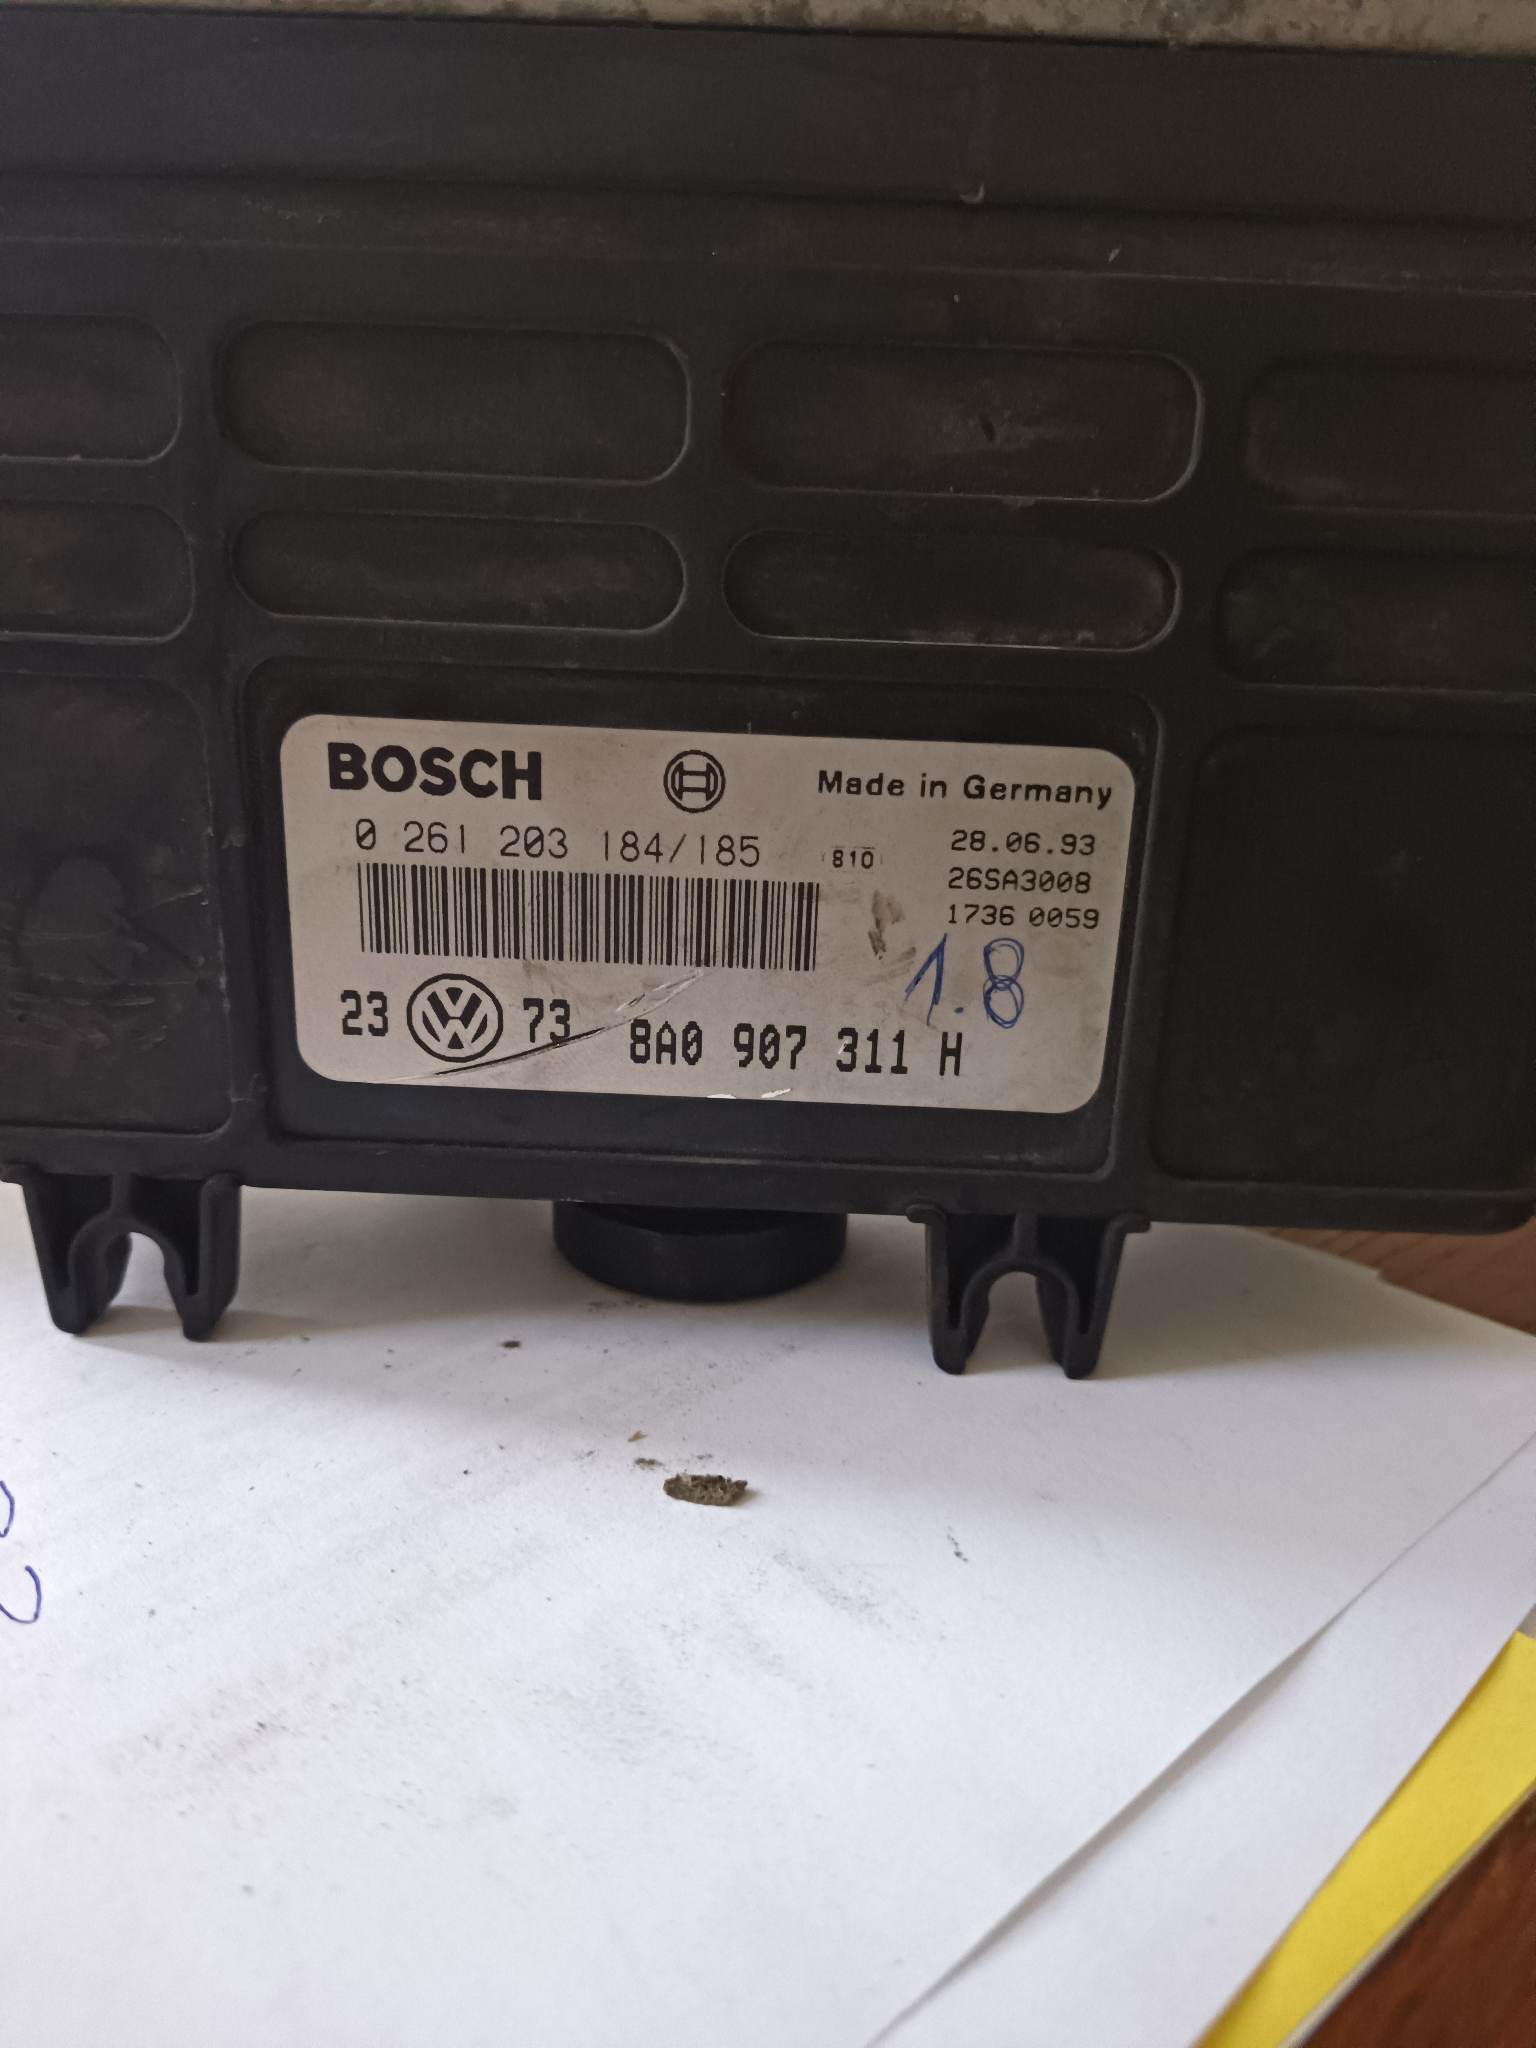 BOSCH
Made in Germany
0 261 203 184/185
810
28.06.93
26SA3008
1736 0059
1.8
23 VW 73
8A0 907 311 H